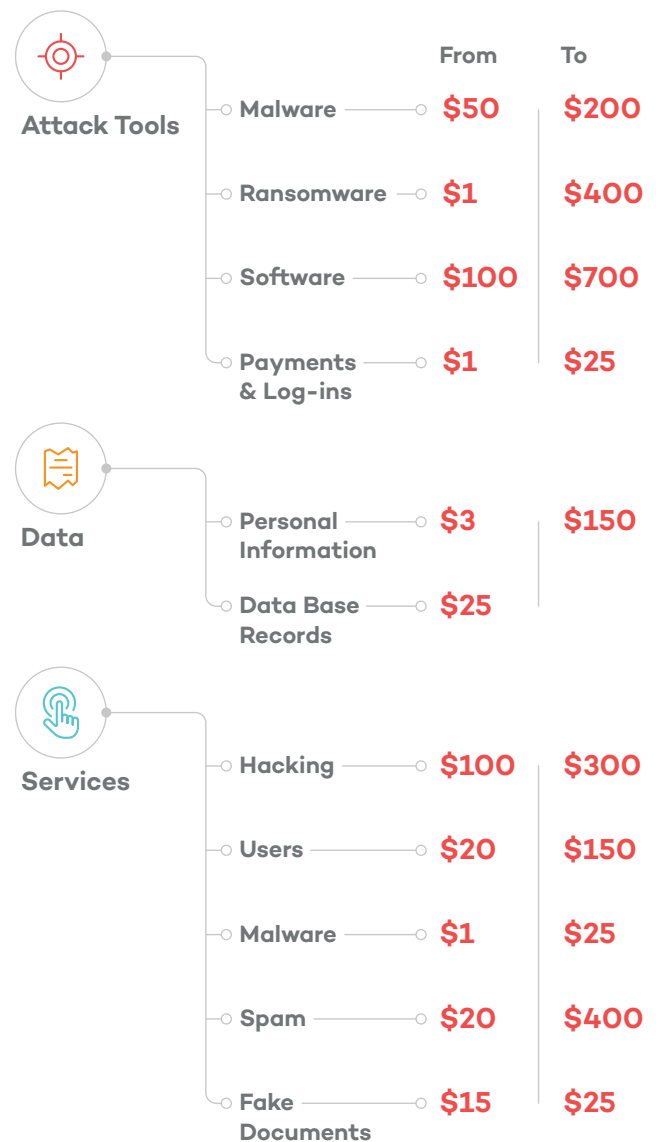 From To
Attack Tools
Malware $50 $200
Ransomware $1 $400
Software $100 $700
Payments $1 $25
& Log-ins
Data
Personal $3 $150
Information
Data Base $25
Records
Services
Hacking $100 $300
Users $20 $150
Malware $1 $25
Spam $20 $400
Fake $15 $25
Documents